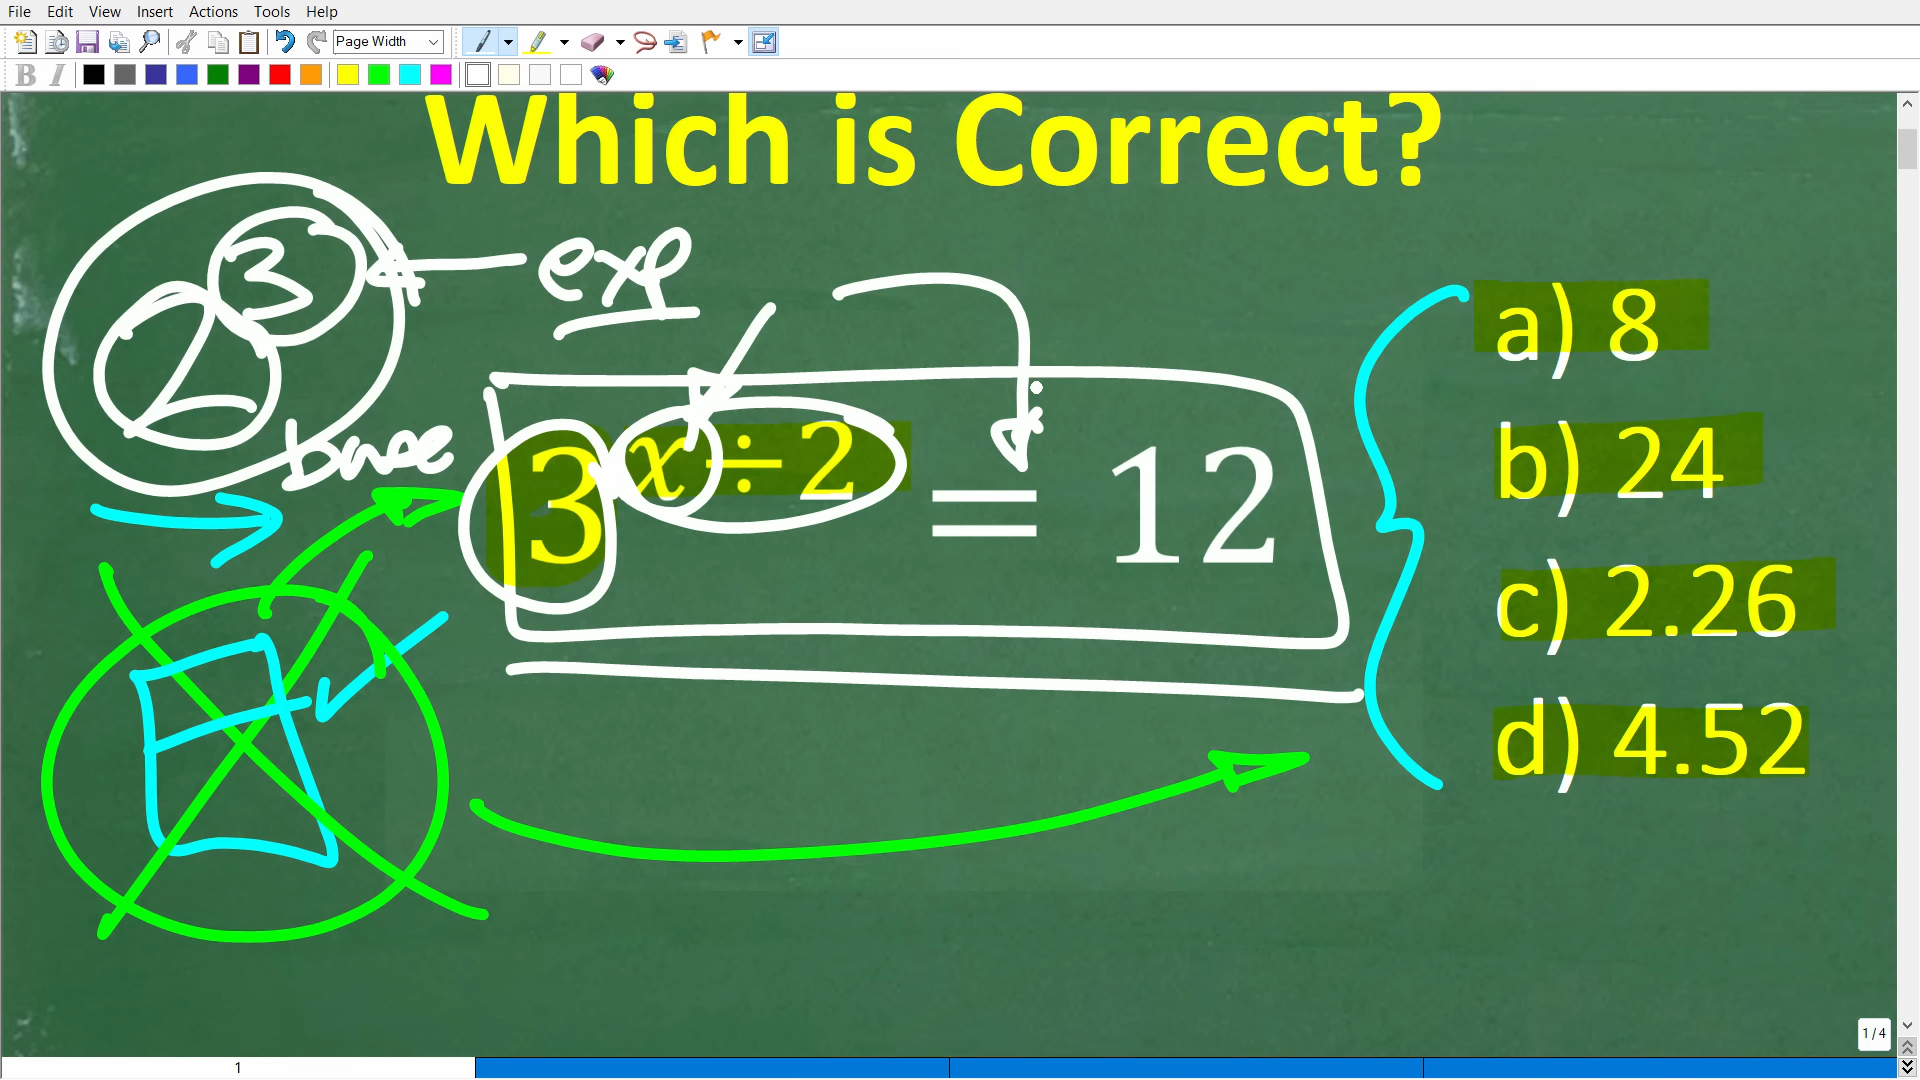 File Edit View Insert Actions Tools Help
Page Width
B I
Which is Correct?
2³ exp
base
3^{x÷2} = 12
a) 8
b) 24
c) 2.26
d) 4.52
1 / 4
1